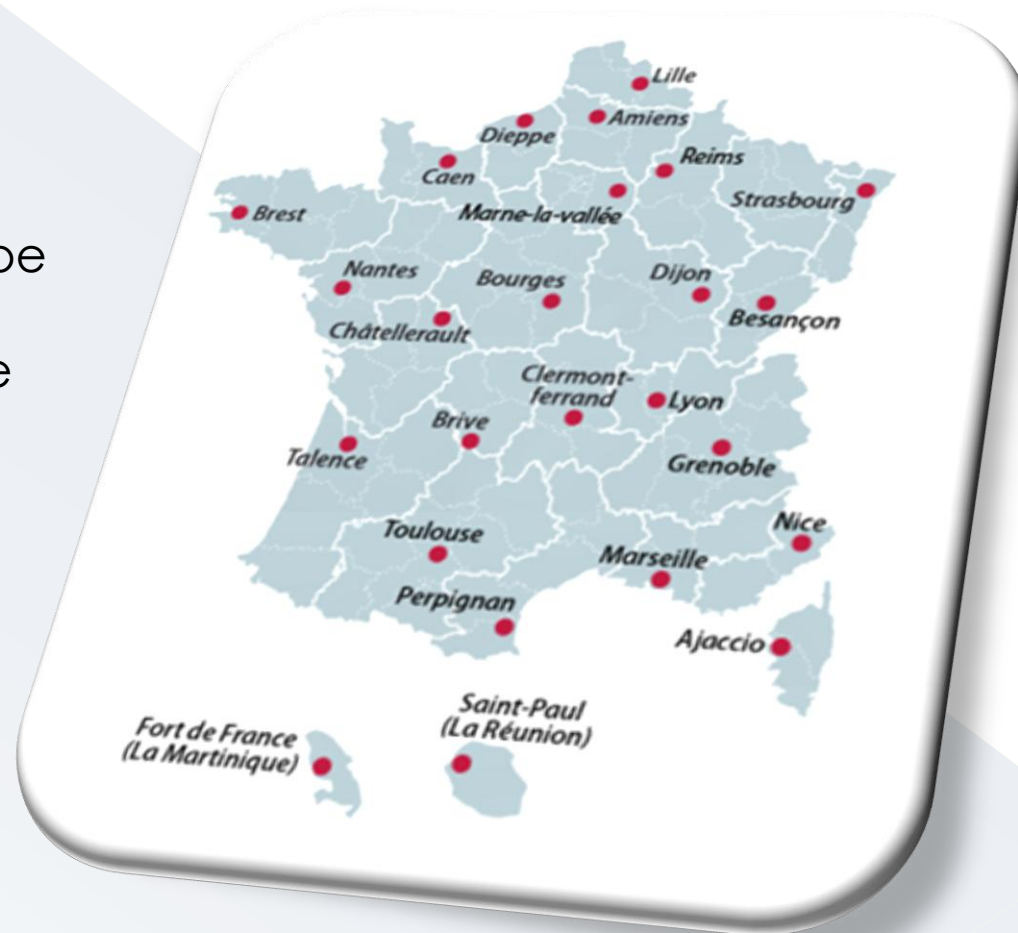 Lille
Amiens
Dieppe
Reims
Caen
Strasbourg
Marne-la-vallée
Brest
Nantes
Bourges
Dijon
Besançon
Châtellerault
Clermont-
ferrand
Lyon
Brive
Talence
Grenoble
Toulouse
Nice
Marseille
Perpignan
Ajaccio
Saint-Paul
(La Réunion)
Fort de France
(La Martinique)